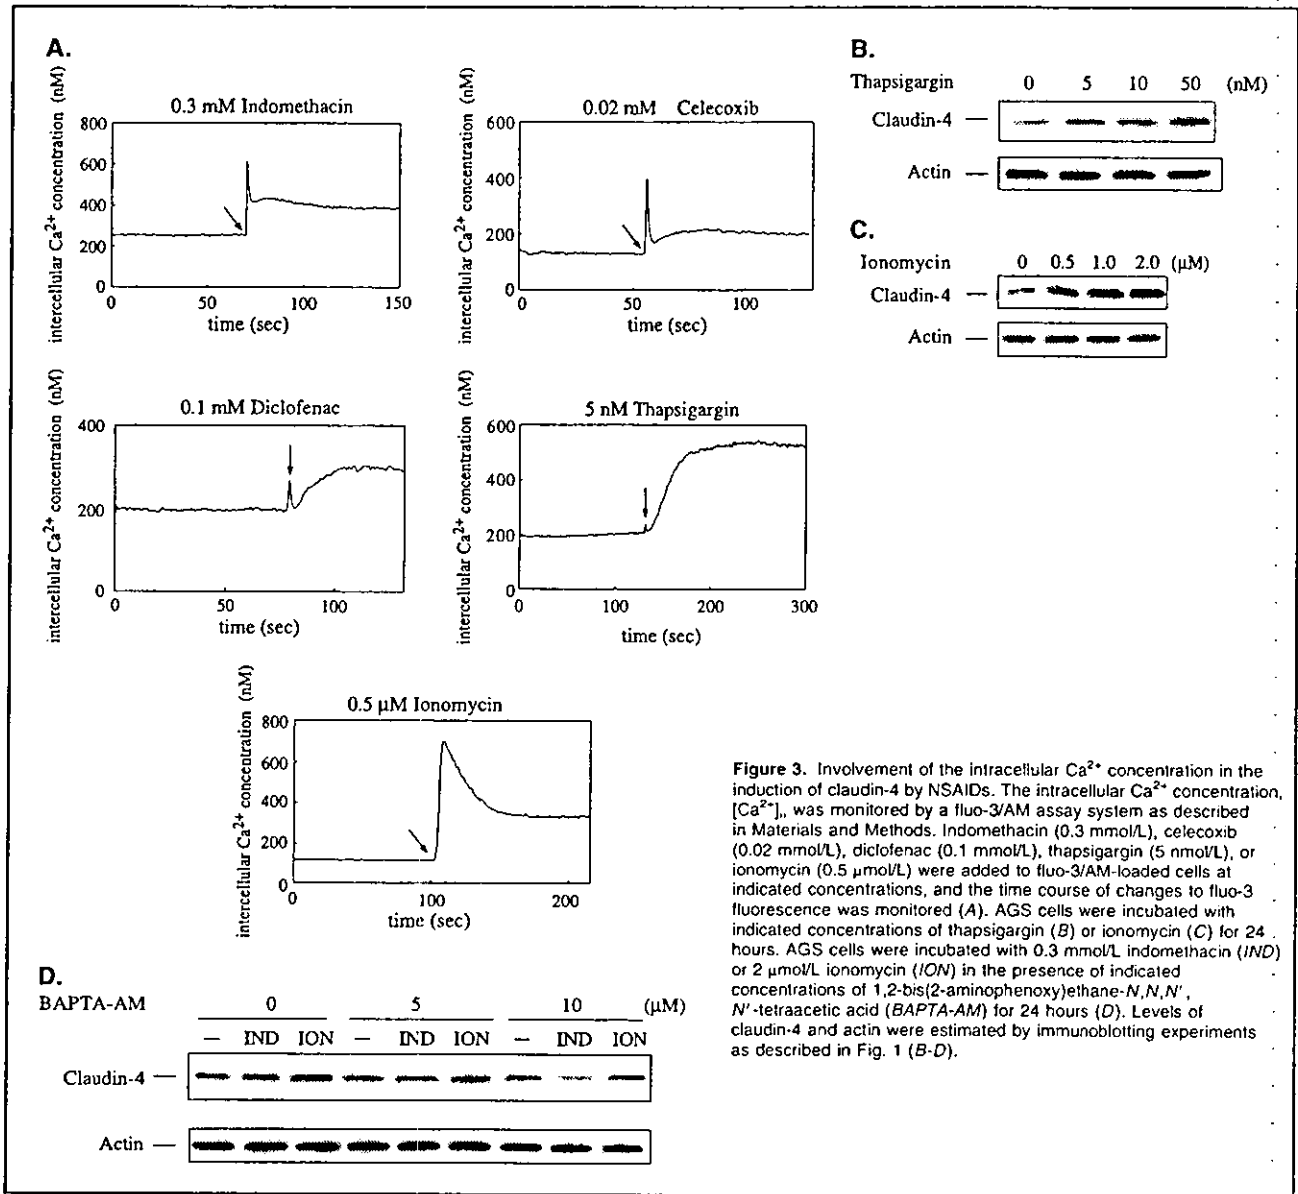 A.
0.3 mM Indomethacin
intercellular Ca2+ concentration (nM)
800
600
400
200
0
0 50 100 150
time (sec)
0.02 mM Celecoxib
intercellular Ca2+ concentration (nM)
600
400
200
0
0 50 100
time (sec)
0.1 mM Diclofenac
intercellular Ca2+ concentration (nM)
400
200
0
0 50 100
time (sec)
5 nM Thapsigargin
intercellular Ca2+ concentration (nM)
600
400
200
0
0 100 200 300
time (sec)
0.5 μM Ionomycin
intercellular Ca2+ concentration (nM)
800
600
400
200
0
0 100 200
time (sec)
B.
Thapsigargin 0 5 10 50 (nM)
Claudin-4 —
Actin —
C.
Ionomycin 0 0.5 1.0 2.0 (μM)
Claudin-4 —
Actin —
D.
BAPTA-AM 0 5 10 (μM)
— IND ION — IND ION — IND ION
Claudin-4 —
Actin —
Figure 3. Involvement of the intracellular Ca2+ concentration in the
induction of claudin-4 by NSAIDs. The intracellular Ca2+ concentration,
[Ca2+]i, was monitored by a fluo-3/AM assay system as described
in Materials and Methods. Indomethacin (0.3 mmol/L), celecoxib
(0.02 mmol/L), diclofenac (0.1 mmol/L), thapsigargin (5 nmol/L), or
ionomycin (0.5 μmol/L) were added to fluo-3/AM-loaded cells at
indicated concentrations, and the time course of changes to fluo-3
fluorescence was monitored (A). AGS cells were incubated with
indicated concentrations of thapsigargin (B) or ionomycin (C) for 24
hours. AGS cells were incubated with 0.3 mmol/L indomethacin (IND)
or 2 μmol/L ionomycin (ION) in the presence of indicated
concentrations of 1,2-bis(2-aminophenoxy)ethane-N,N,N',
N'-tetraacetic acid (BAPTA-AM) for 24 hours (D). Levels of
claudin-4 and actin were estimated by immunoblotting experiments
as described in Fig. 1 (B-D).